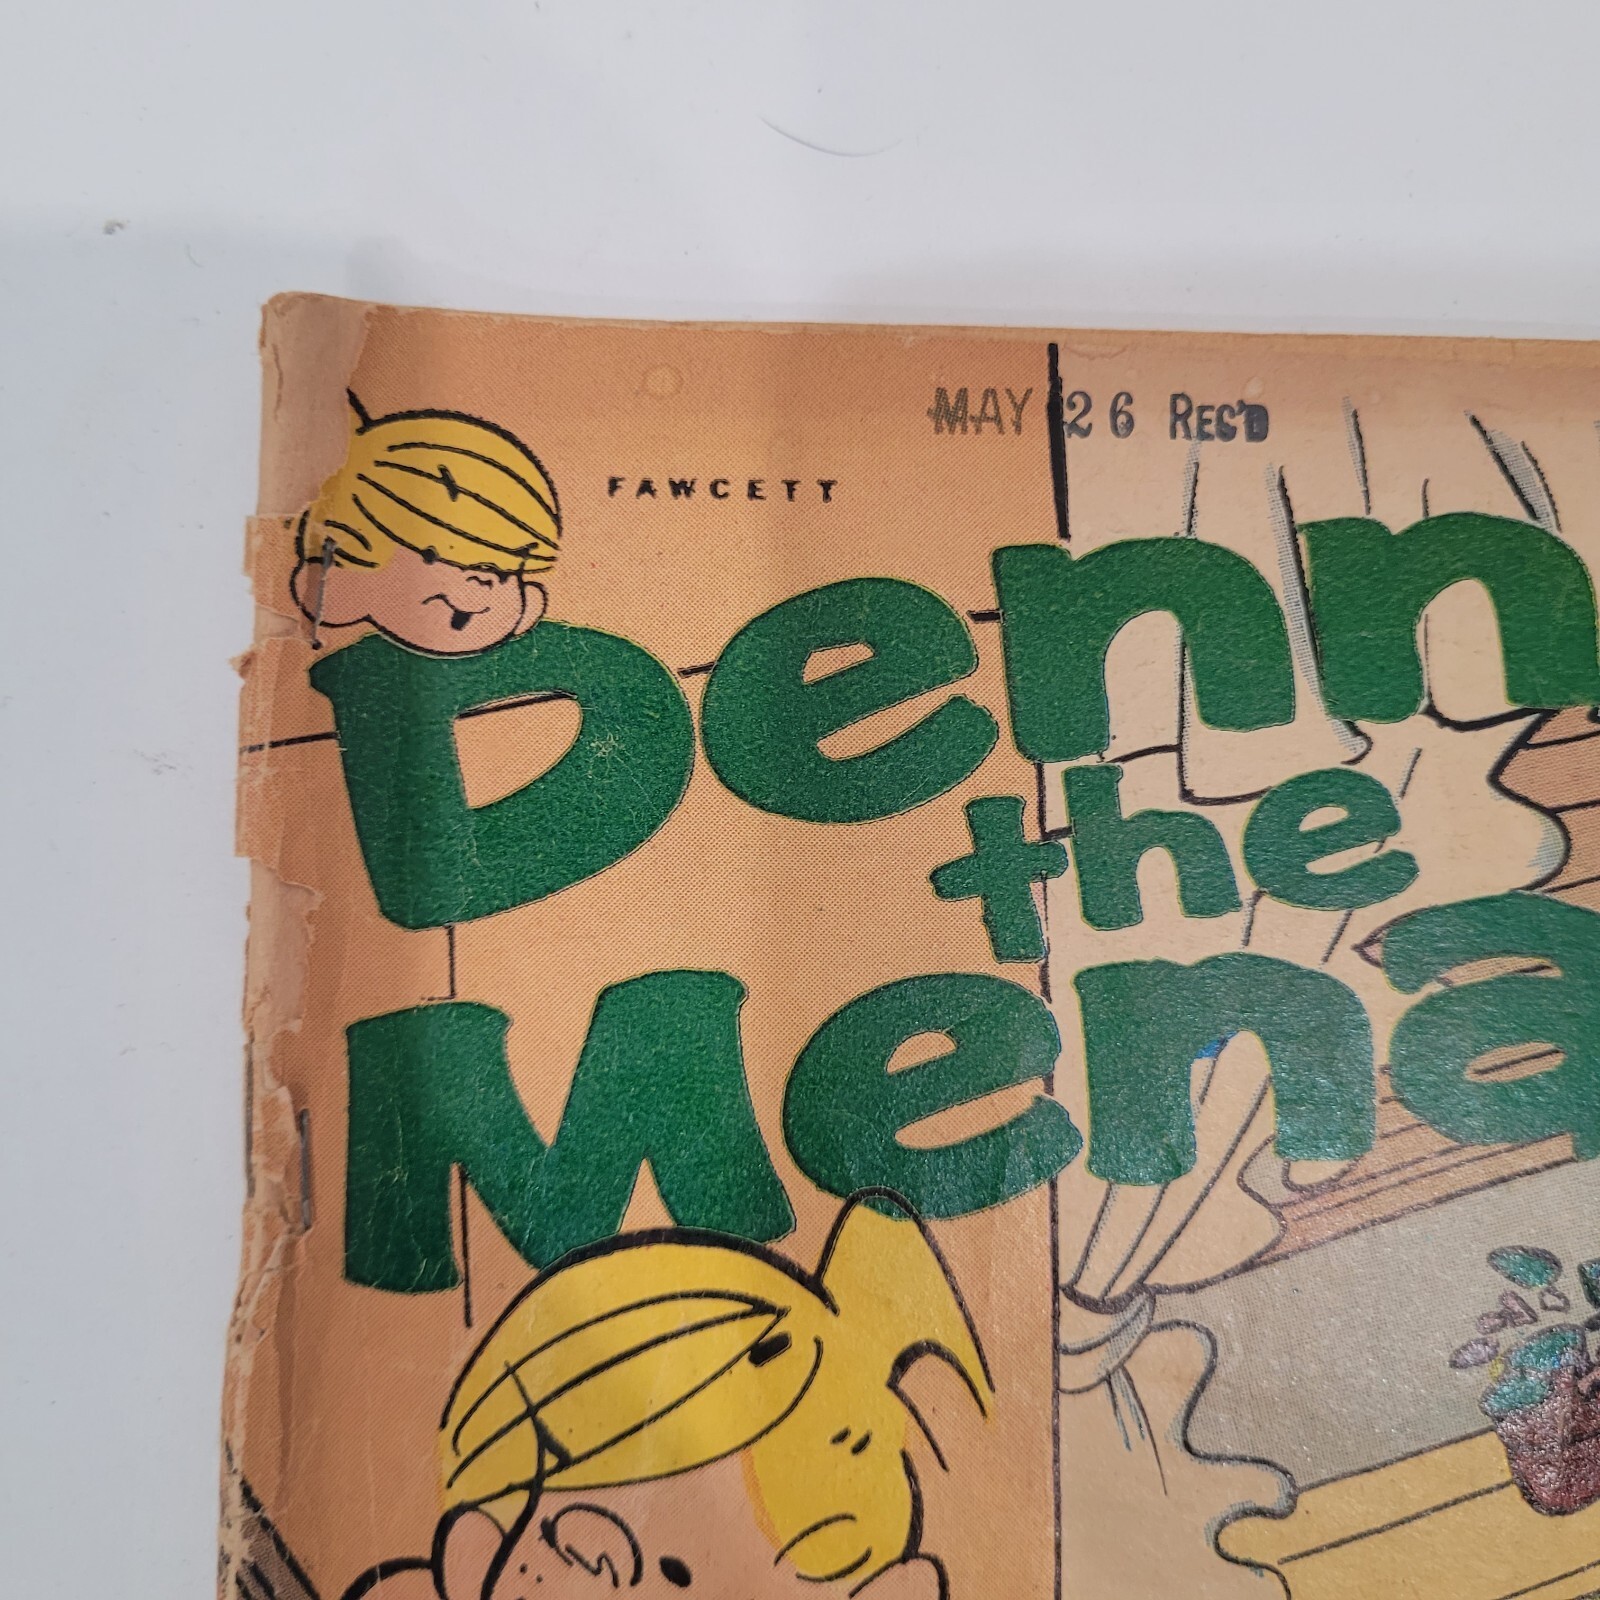 MAY 26 REC'D
FAWCETT
Denn
the
Mena